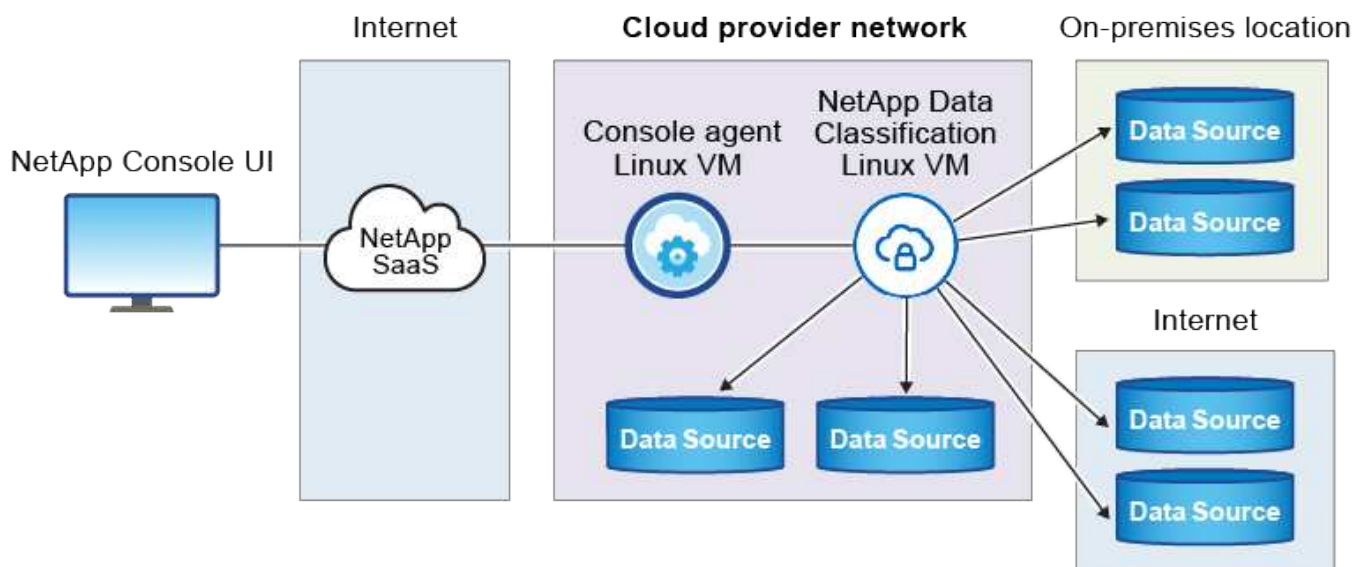 Internet
Cloud provider network
On-premises location
NetApp Console UI
NetApp
SaaS
Console agent
Linux VM
NetApp Data
Classification
Linux VM
Data Source
Data Source
Data Source
Data Source
Internet
Data Source
Data Source